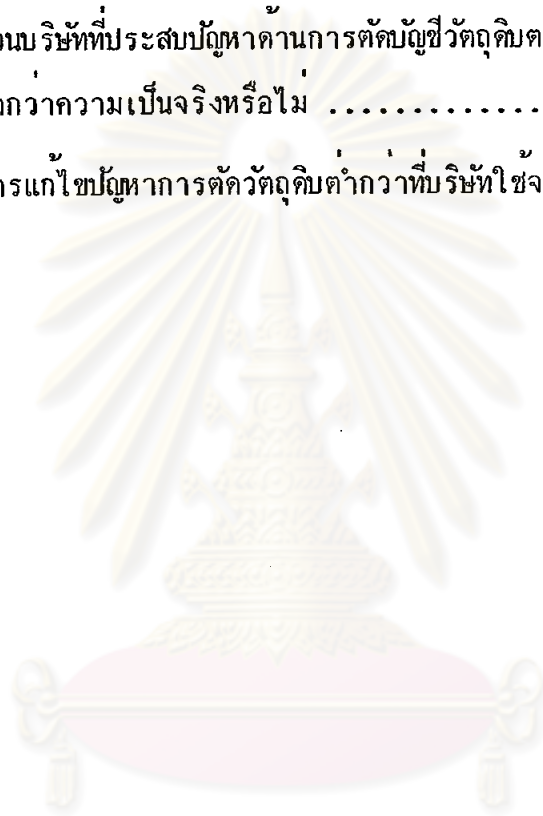 วนบริษัทที่ประสบปัญหาด้านการตัดบัญชีวัตถุดิบต
ากว่าความเป็นจริงหรือไม่ .............
ารแก้ไขปัญหาการตัดวัตถุดิบต่ำกว่าที่บริษัทใช้จ